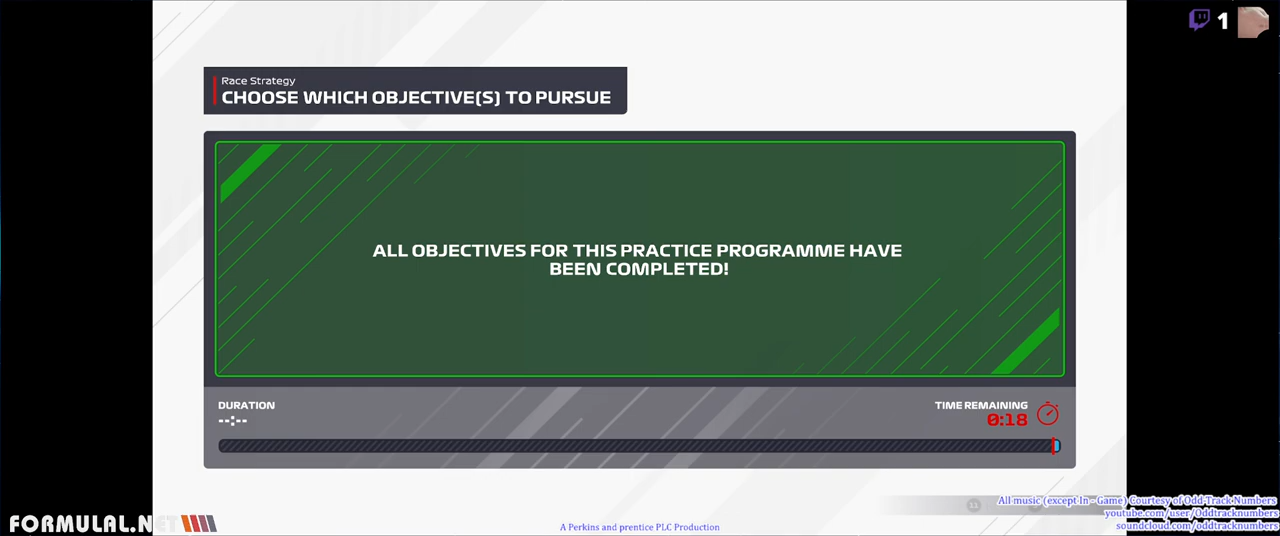 1
Race Strategy
CHOOSE WHICH OBJECTIVE(S) TO PURSUE
ALL OBJECTIVES FOR THIS PRACTICE PROGRAMME HAVE
BEEN COMPLETED!
DURATION
--:--
TIME REMAINING
0:18
All music (except In - Game) Courtesy of Odd Track Numbers
youtube.com/user/Oddtracknumbers
soundcloud.com/oddtracknumbers
FORMULAL.NET
A Perkins and prentice PLC Production